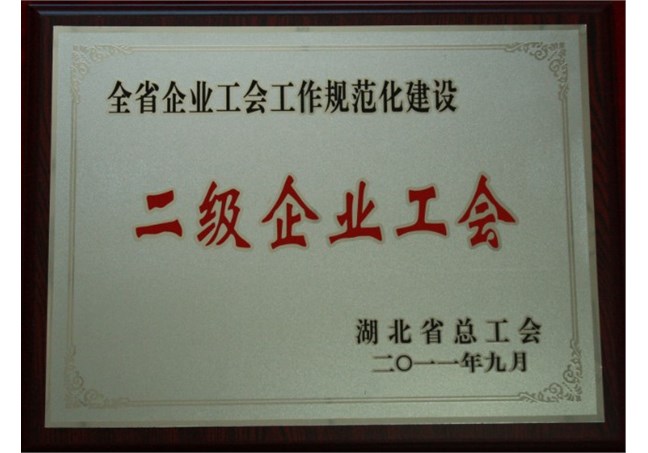 全省企业工会工作规范化建设
二级企业工会
湖北省总工会
二〇一一年九月